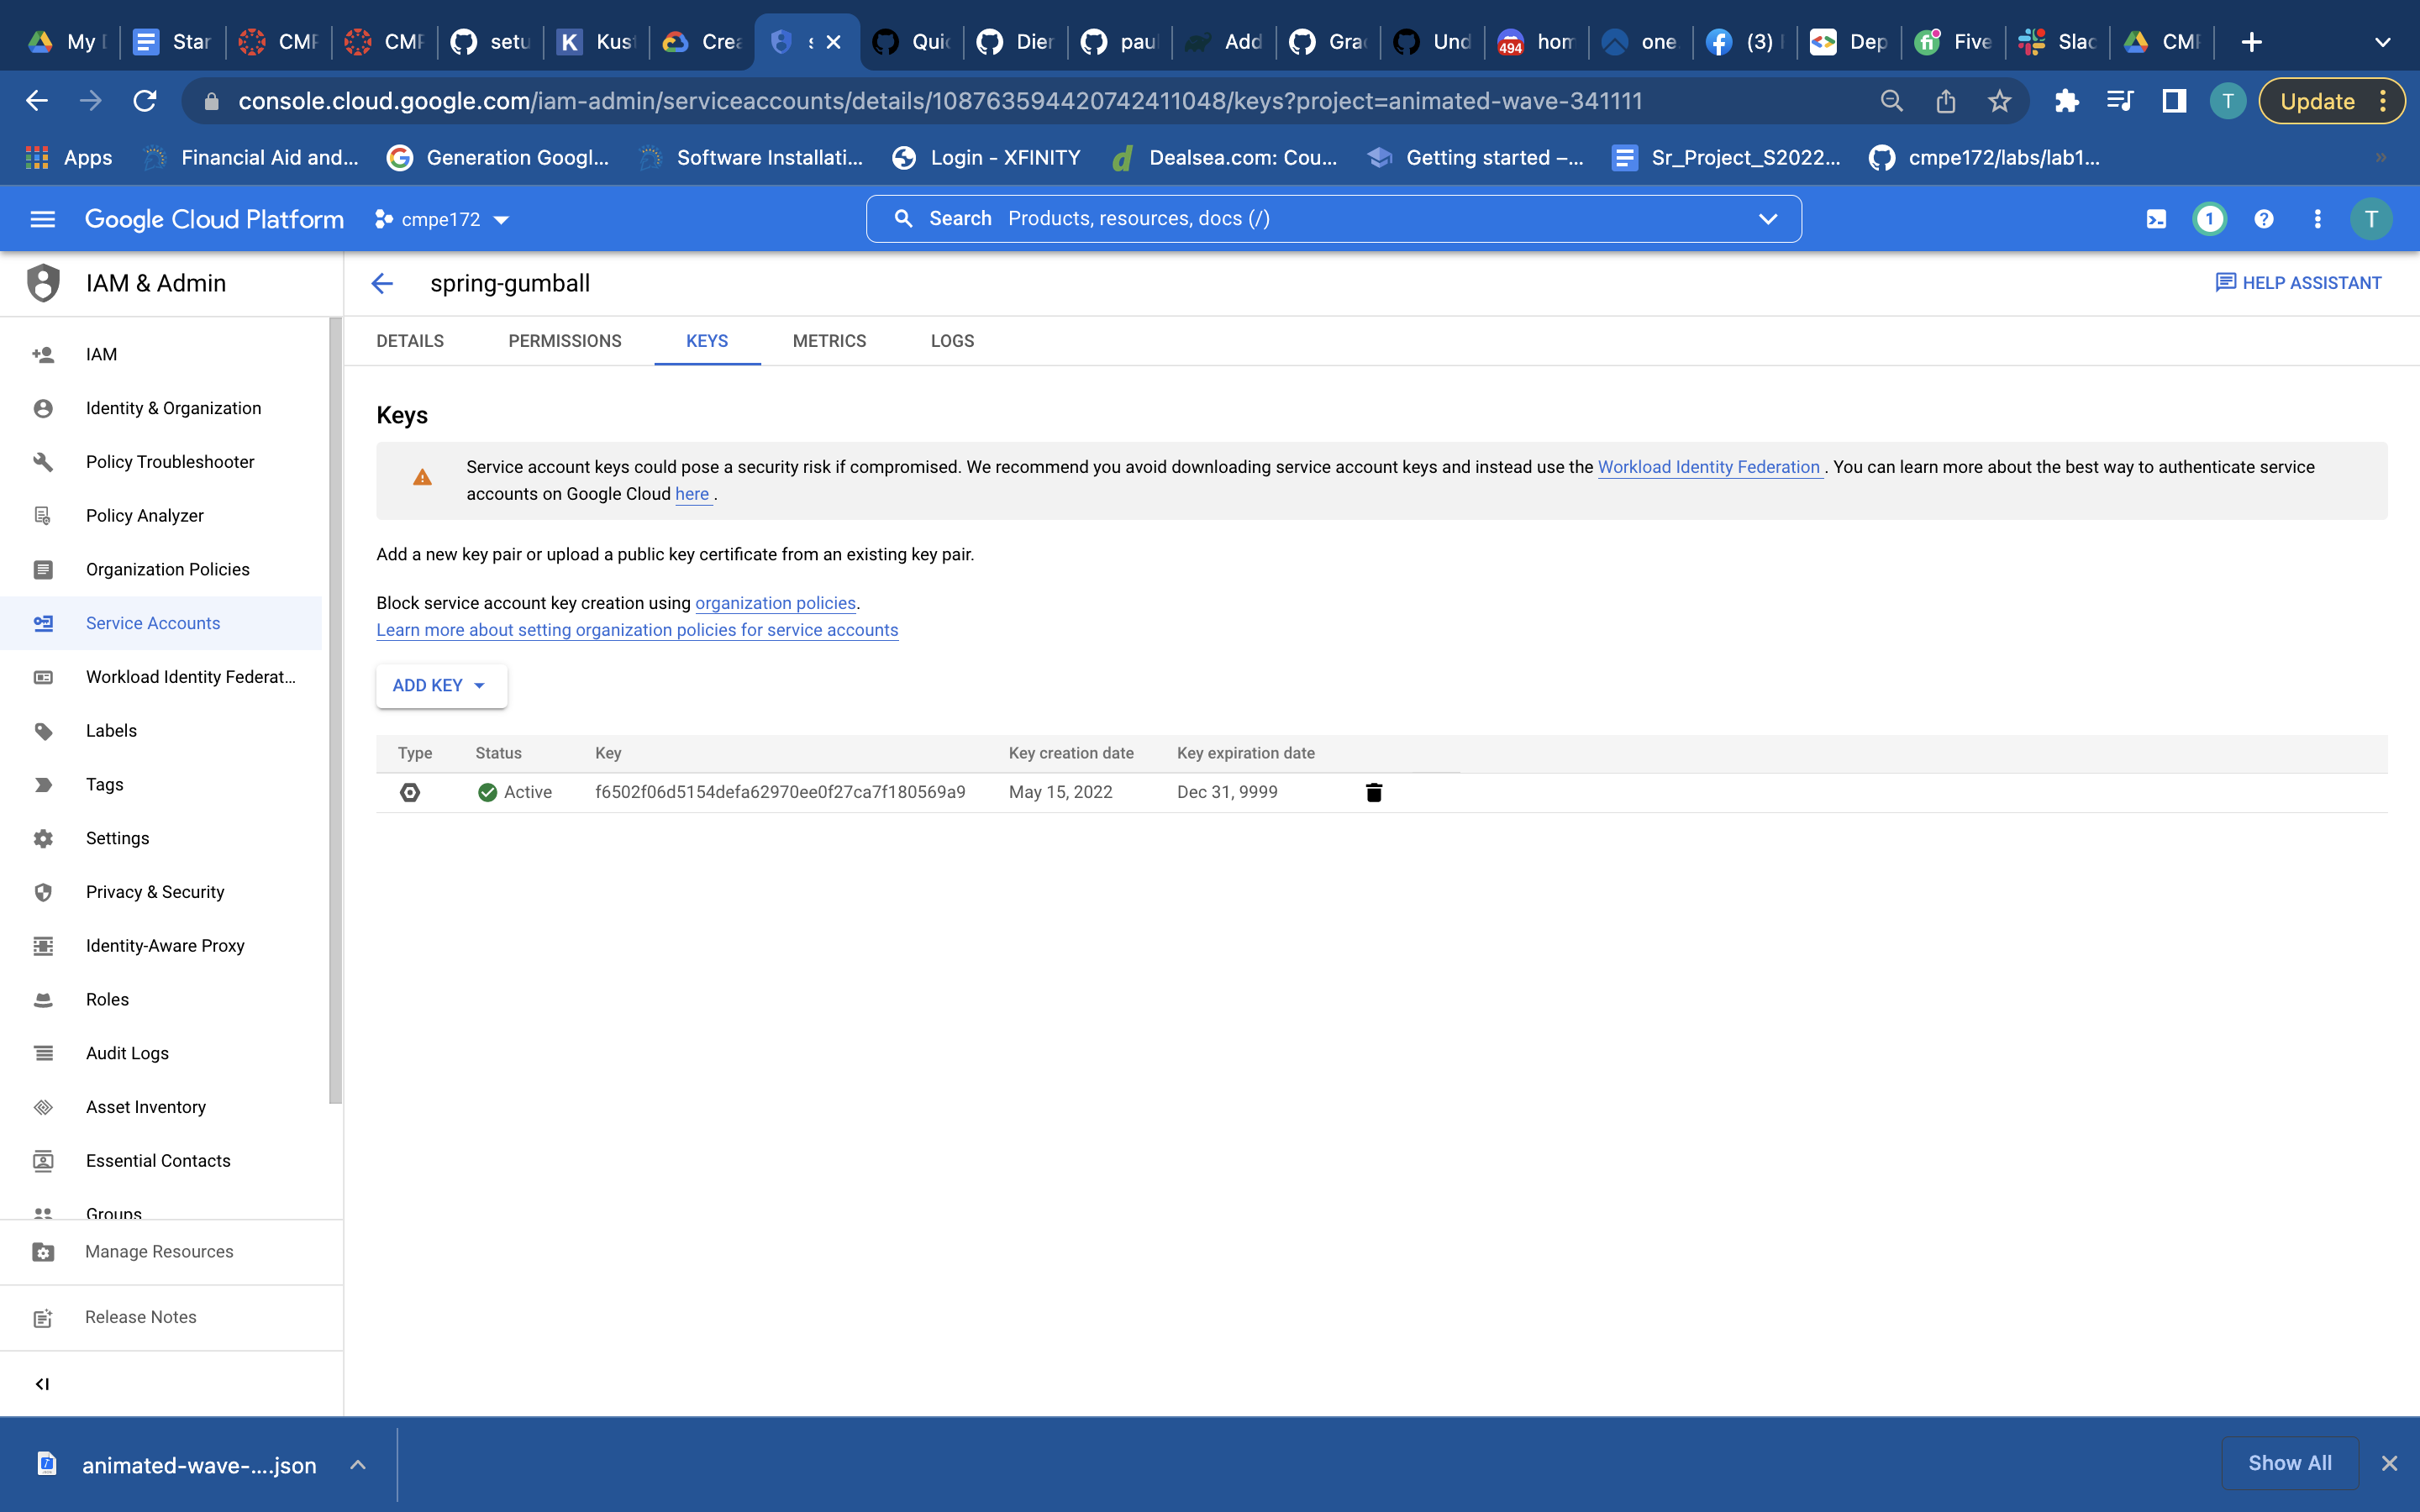 My
Star
CMP
CMP
setu
Kust
Crea
s
Quic
Dier
pau
Add
Gra
Und
494
hom
one
(3)
Dep
Five
Slac
CMP
console.cloud.google.com/iam-admin/serviceaccounts/details/108763594420742411048/keys?project=animated-wave-341111
T
Update
Apps
Financial Aid and...
Generation Googl...
Software Installati...
Login - XFINITY
Dealsea.com: Cou...
Getting started –...
Sr_Project_S2022...
cmpe172/labs/lab1...
»
Google Cloud Platform
cmpe172
Search Products, resources, docs (/)
1
T
IAM & Admin
spring-gumball
HELP ASSISTANT
DETAILS
PERMISSIONS
KEYS
METRICS
LOGS
IAM
Identity & Organization
Policy Troubleshooter
Policy Analyzer
Organization Policies
Service Accounts
Workload Identity Federat...
Labels
Tags
Settings
Privacy & Security
Identity-Aware Proxy
Roles
Audit Logs
Asset Inventory
Essential Contacts
Groups
Manage Resources
Release Notes
Keys
Service account keys could pose a security risk if compromised. We recommend you avoid downloading service account keys and instead use the Workload Identity Federation . You can learn more about the best way to authenticate service
accounts on Google Cloud here .
Add a new key pair or upload a public key certificate from an existing key pair.
Block service account key creation using organization policies.
Learn more about setting organization policies for service accounts
ADD KEY
Type Status Key Key creation date Key expiration date
Active f6502f06d5154defa62970ee0f27ca7f180569a9 May 15, 2022 Dec 31, 9999
animated-wave-....json
Show All